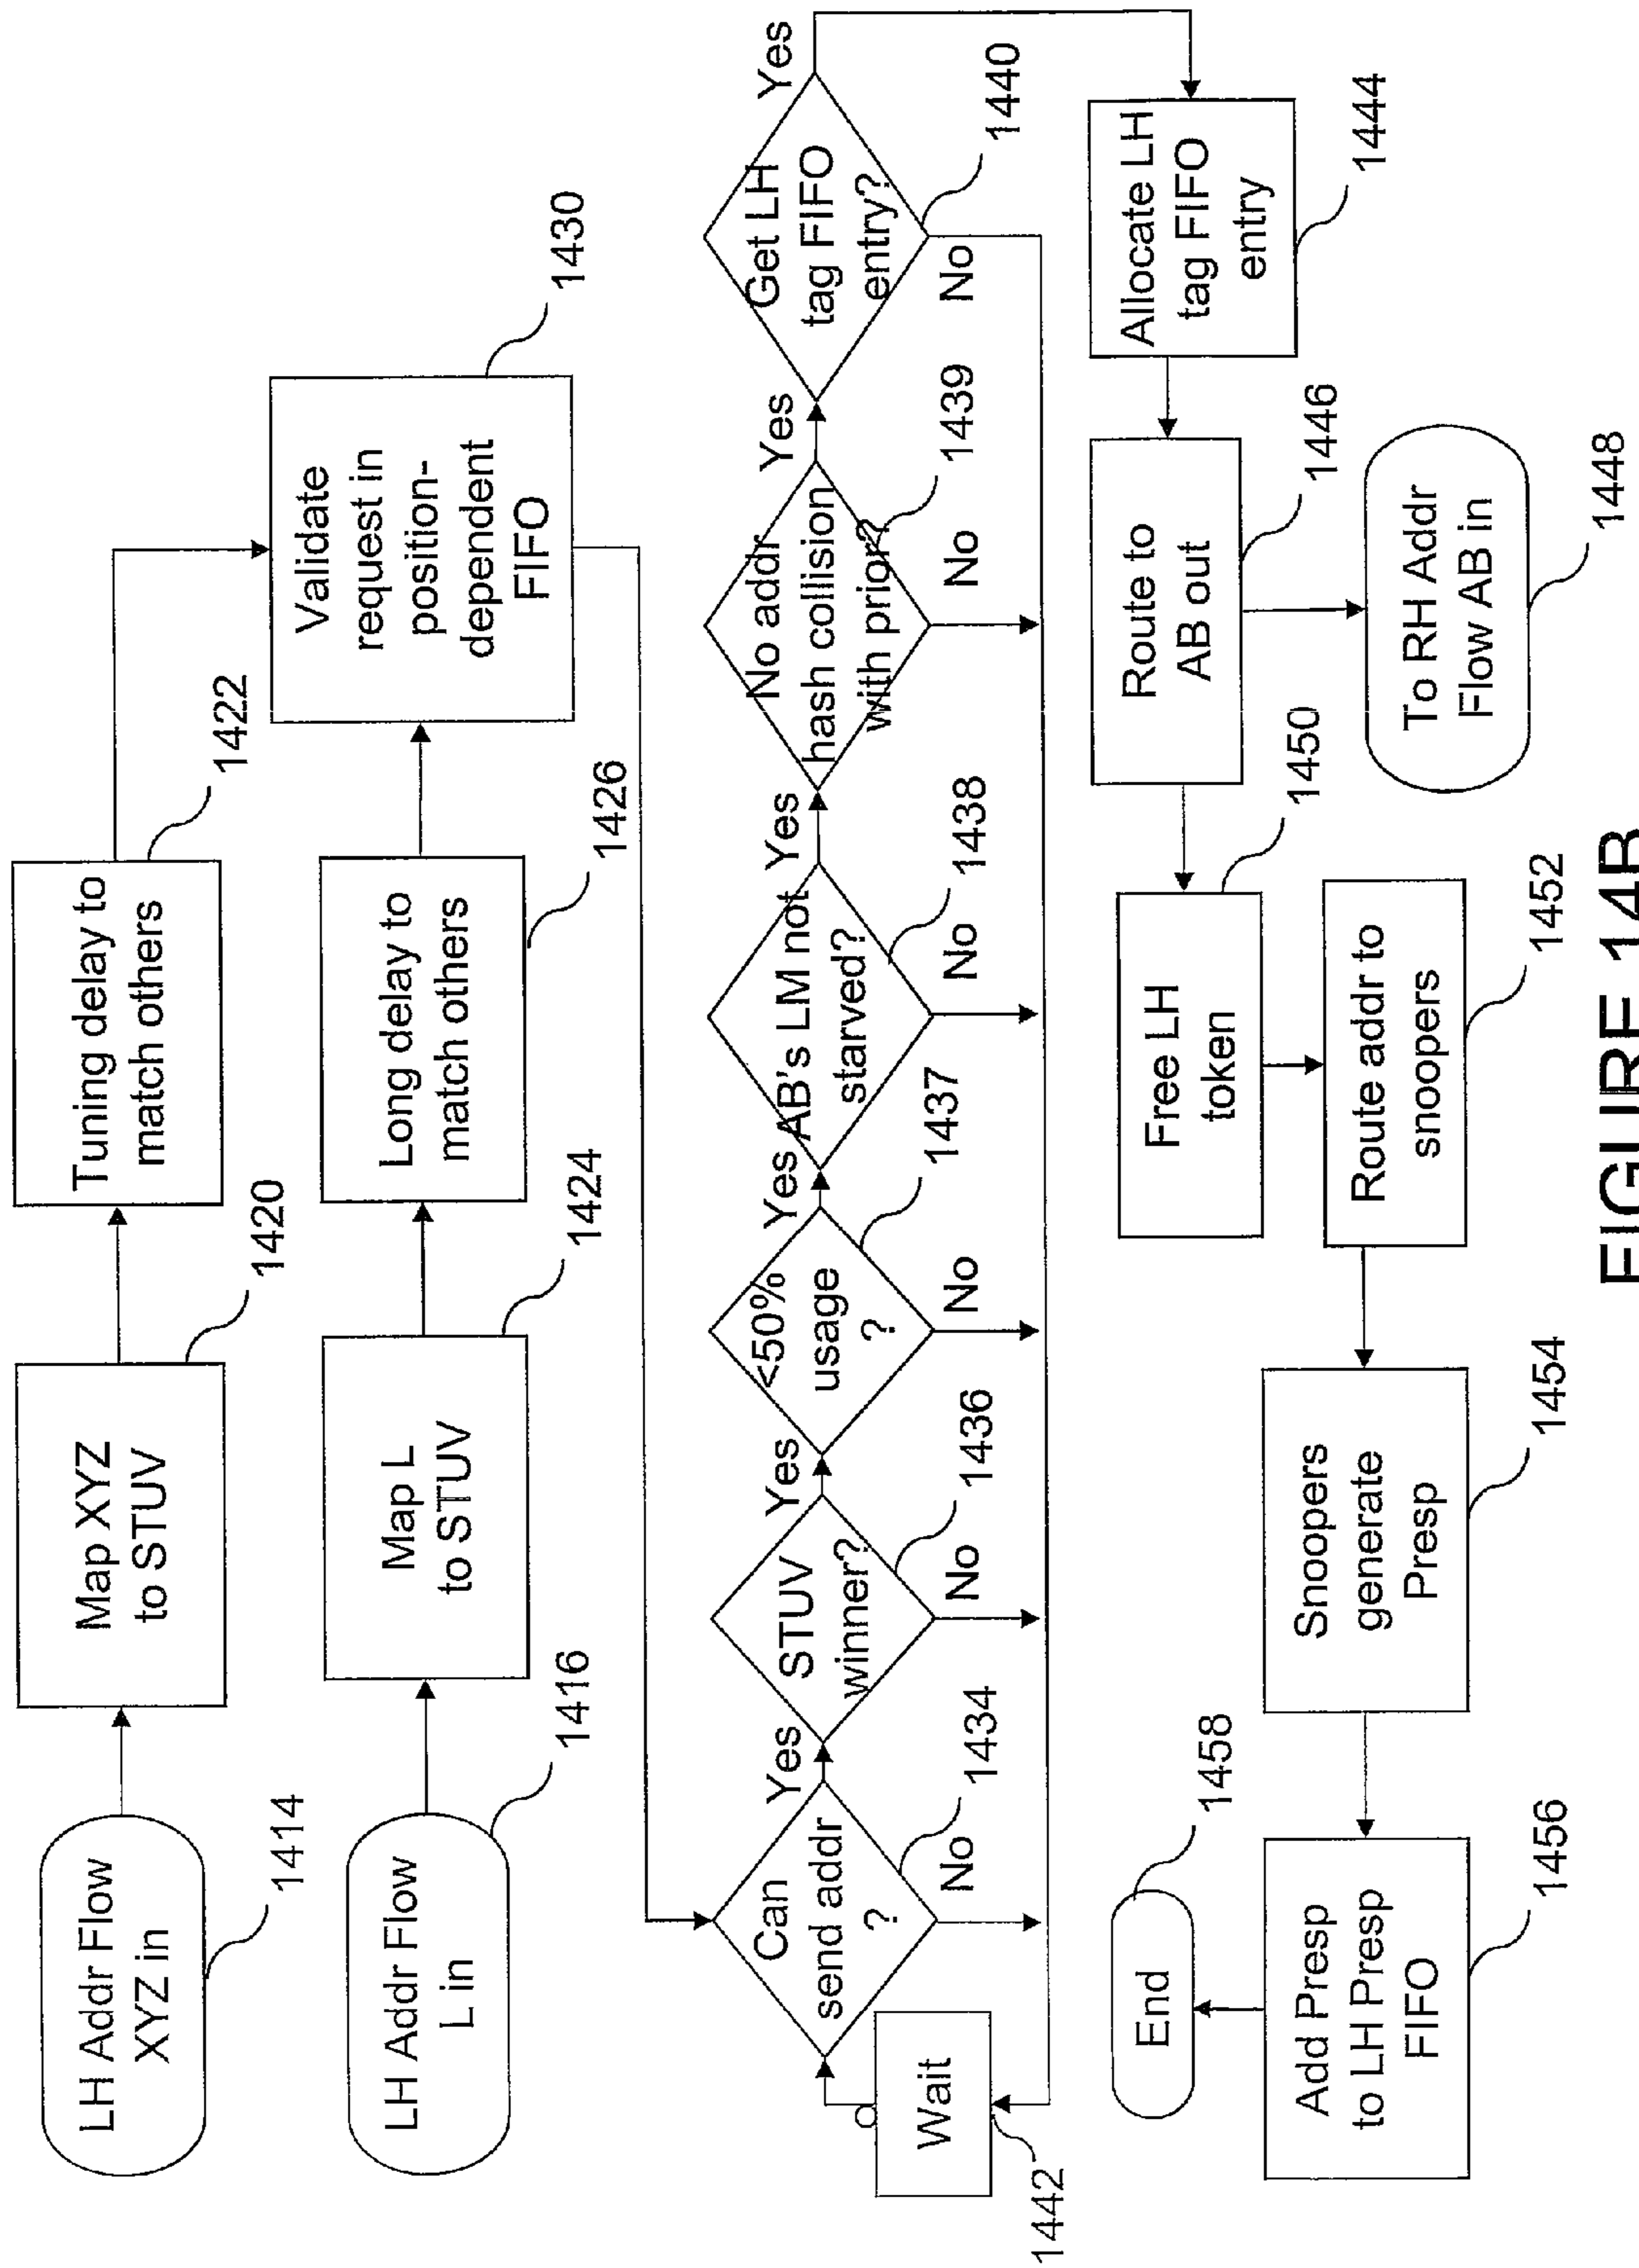 LH Addr Flow
XYZ in
1414
Map XYZ
to STUV
1420
Tuning delay to
match others
1422
LH Addr Flow
L in
1416
Map L
to STUV
1424
Long delay to
match others
1426
Validate
request in
position-
dependent
FIFO
1430
Can
send addr
?
1434
Yes
No
STUV
winner?
1436
Yes
No
<50%
usage
?
1437
Yes
No
AB's LM not
starved?
1438
Yes
No
No addr
hash collision
with prior?
1439
Yes
No
Get LH
tag FIFO
entry?
1440
Yes
No
Wait
1442
Allocate LH
tag FIFO
entry
1444
Route to
AB out
1446
To RH Addr
Flow AB in
1448
Free LH
token
1450
Route addr to
snoopers
1452
Snoopers
generate
Presp
1454
Add Presp
to LH Presp
FIFO
1456
End
1458
FIGURE 14B